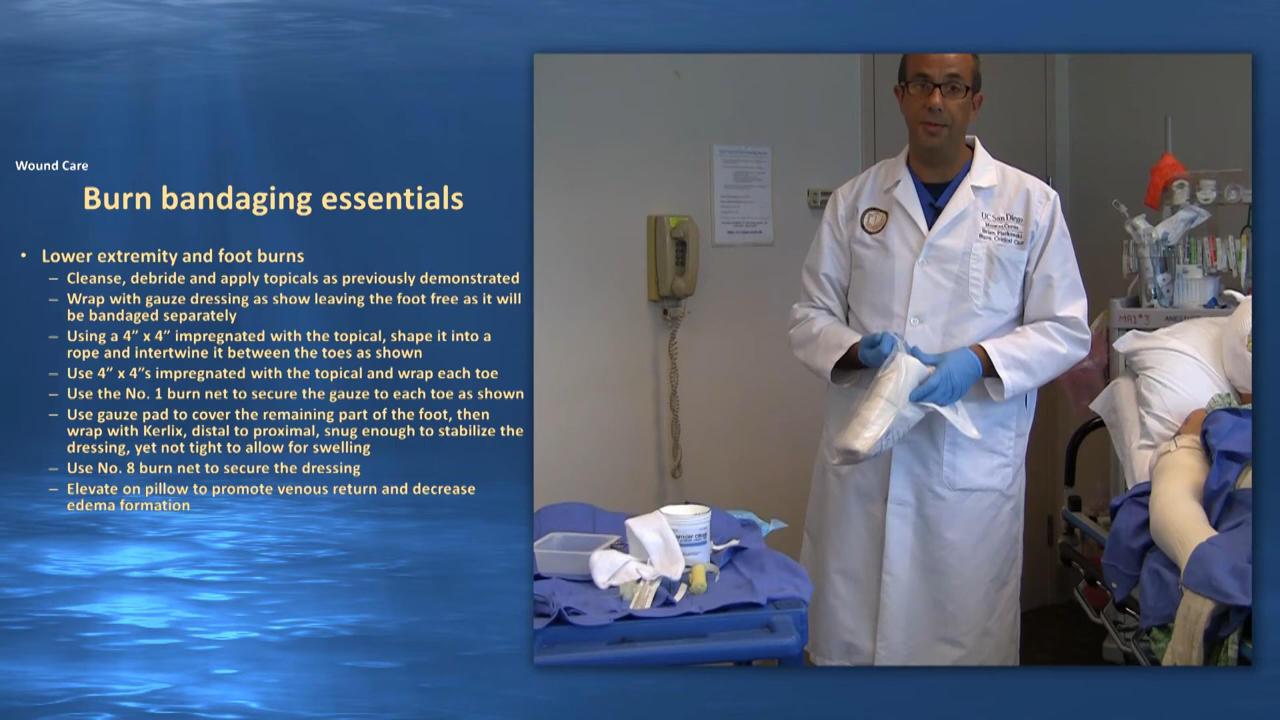 Wound Care
Burn bandaging essentials
• Lower extremity and foot burns
– Cleanse, debride and apply topicals as previously demonstrated
– Wrap with gauze dressing as show leaving the foot free as it will
be bandaged separately
– Using a 4” x 4” impregnated with the topical, shape it into a
rope and intertwine it between the toes as shown
– Use 4” x 4”s impregnated with the topical and wrap each toe
– Use the No. 1 burn net to secure the gauze to each toe as shown
– Use gauze pad to cover the remaining part of the foot, then
wrap with Kerlix, distal to proximal, snug enough to stabilize the
dressing, yet not tight to allow for swelling
– Use No. 8 burn net to secure the dressing
– Elevate on pillow to promote venous return and decrease
edema formation
UC San Diego